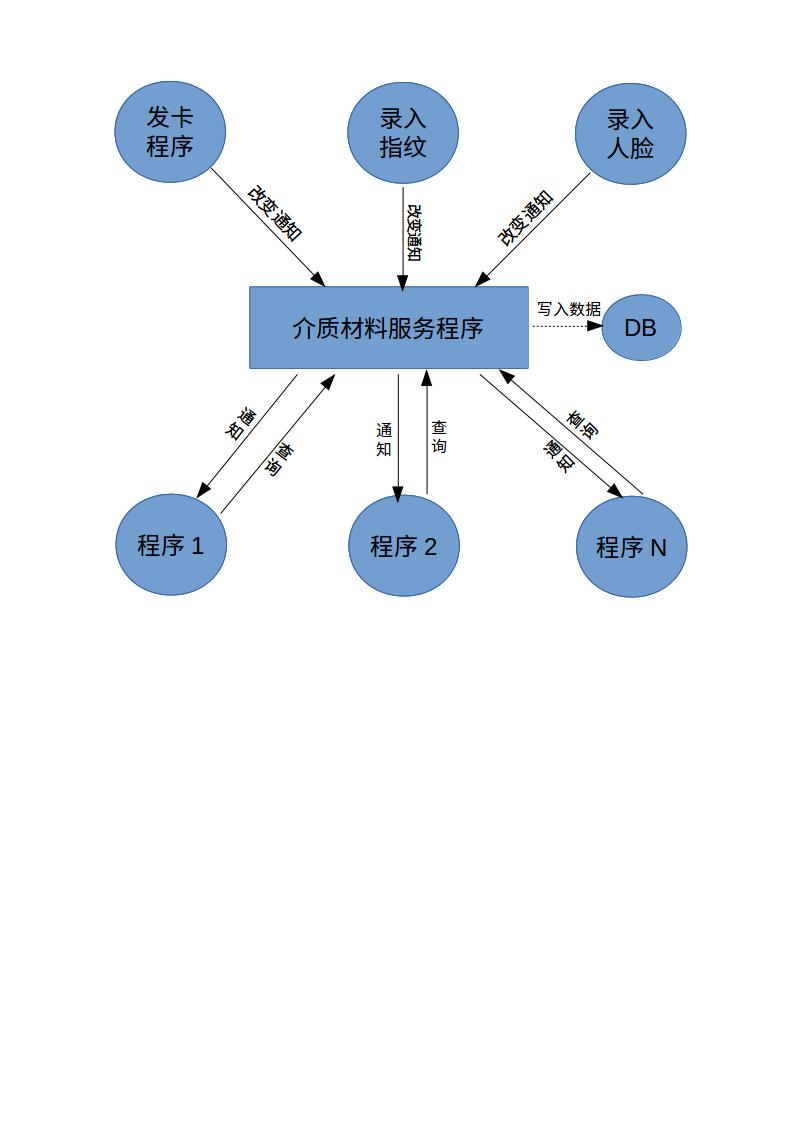 发卡
程序
录入
指纹
录入
人脸
改变通知
改变通知
改变通知
介质材料服务程序
写入数据
DB
通
知
查
询
通
知
查
询
查
询
通
知
程序 1
程序 2
程序 N